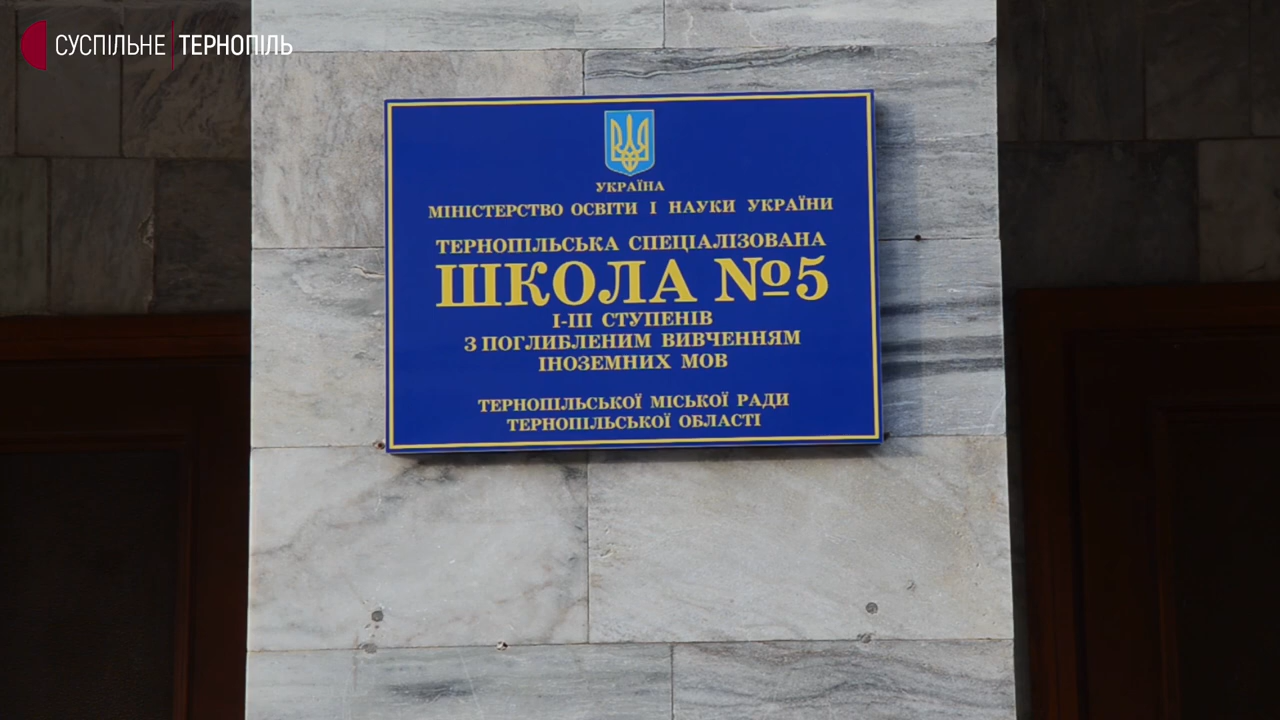 СУСПІЛЬНЕ ТЕРНОПІЛЬ
УКРАЇНА
МІНІСТЕРСТВО ОСВІТИ І НАУКИ УКРАЇНИ
ТЕРНОПІЛЬСЬКА СПЕЦІАЛІЗОВАНА
ШКОЛА №5
І-ІІІ СТУПЕНІВ
З ПОГЛИБЛЕНИМ ВИВЧЕННЯМ
ІНОЗЕМНИХ МОВ
ТЕРНОПІЛЬСЬКОЇ МІСЬКОЇ РАДИ
ТЕРНОПІЛЬСЬКОЇ ОБЛАСТІ